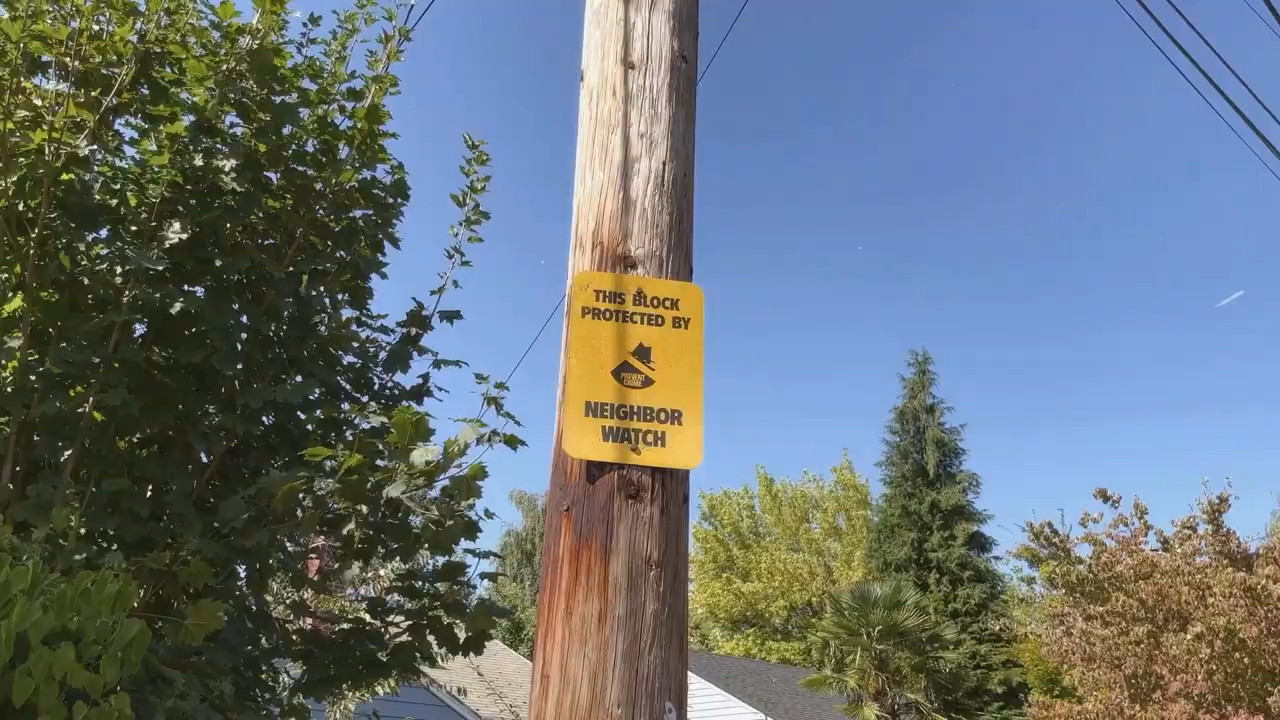 THIS BLOCK
PROTECTED BY
PREVENT
CRIME
NEIGHBOR
WATCH